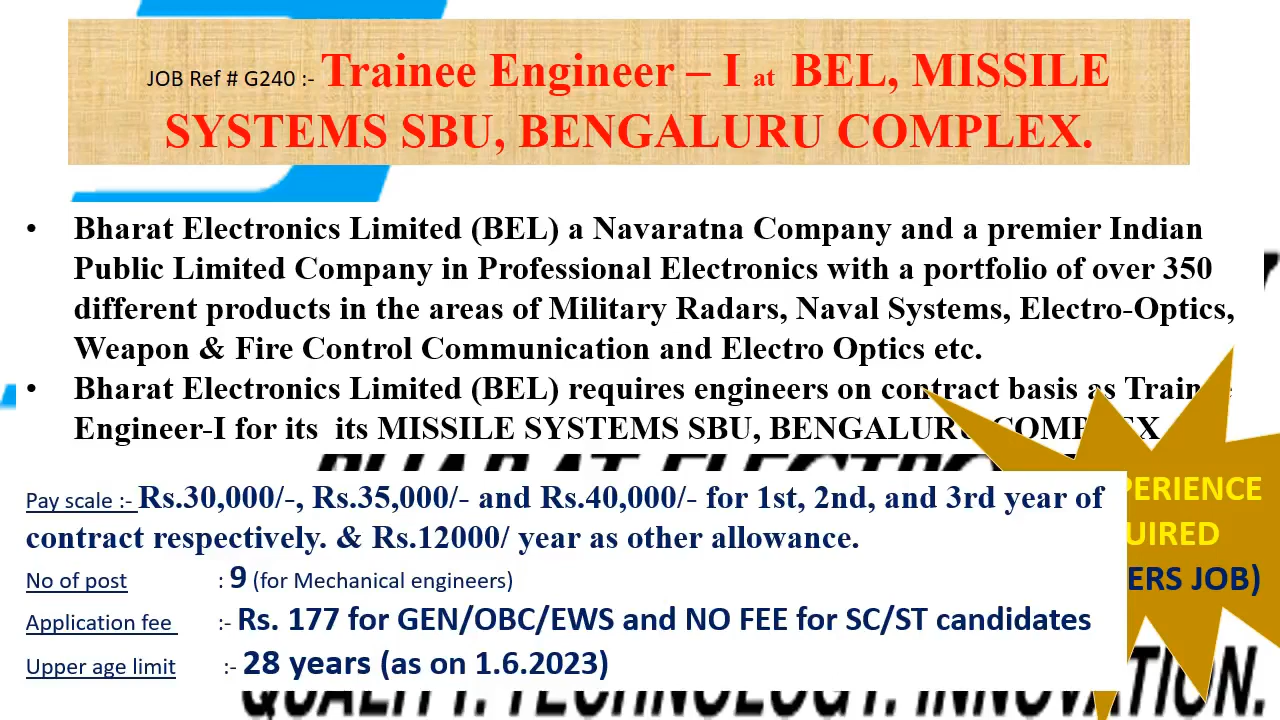 JOB Ref # G240 :- Trainee Engineer – I at BEL, MISSILE
SYSTEMS SBU, BENGALURU COMPLEX.
• Bharat Electronics Limited (BEL) a Navaratna Company and a premier Indian
Public Limited Company in Professional Electronics with a portfolio of over 350
different products in the areas of Military Radars, Naval Systems, Electro-Optics,
Weapon & Fire Control Communication and Electro Optics etc.
• Bharat Electronics Limited (BEL) requires engineers on contract basis as Trainee
Engineer-I for its its MISSILE SYSTEMS SBU, BENGALURU COMPLEX
Pay scale :- Rs.30,000/-, Rs.35,000/- and Rs.40,000/- for 1st, 2nd, and 3rd year of
contract respectively. & Rs.12000/ year as other allowance.
No of post : 9 (for Mechanical engineers)
Application fee :- Rs. 177 for GEN/OBC/EWS and NO FEE for SC/ST candidates
Upper age limit :- 28 years (as on 1.6.2023)
PERIENCE
UIRED
ERS JOB)
QUALITY. TECHNOLOGY. INNOVATION.